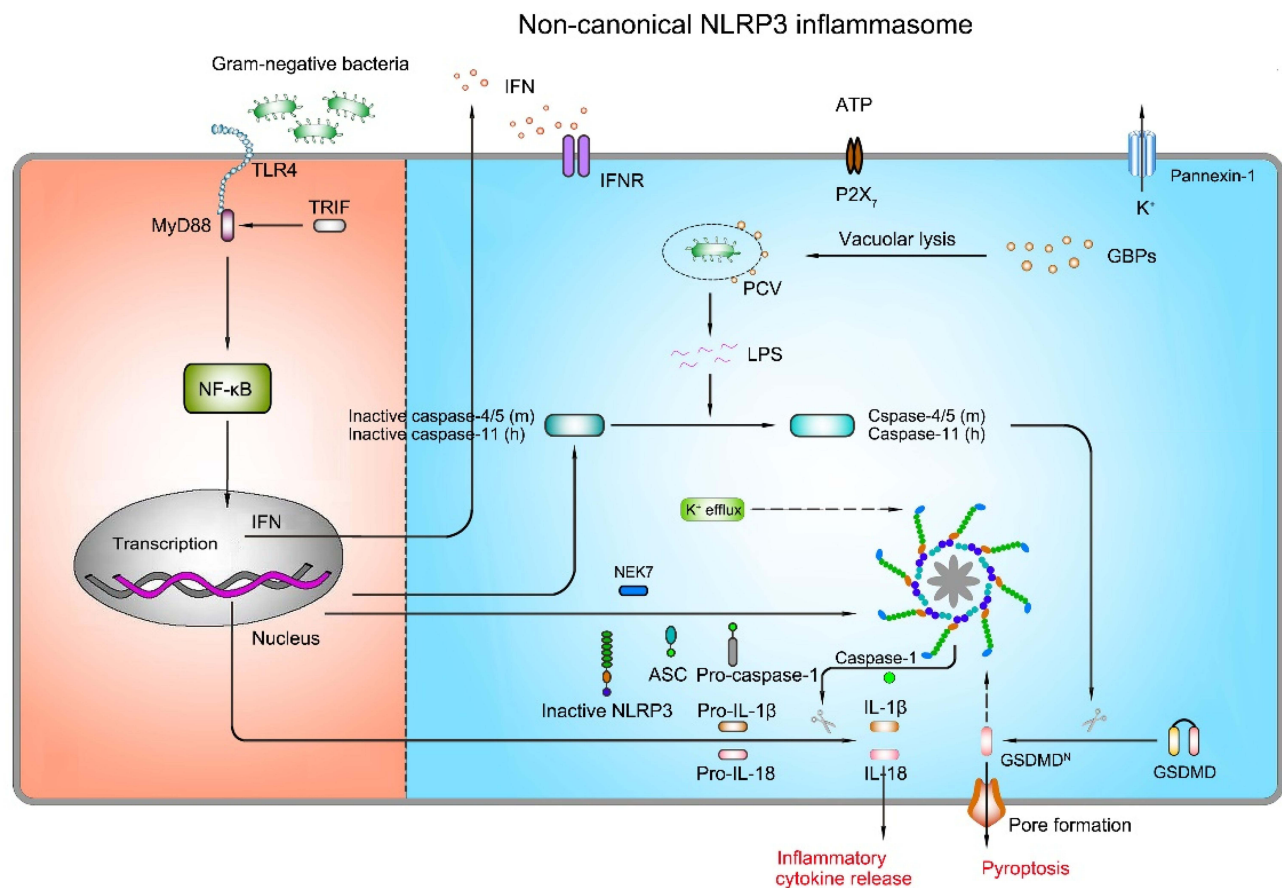 Non-canonical NLRP3 inflammasome
Gram-negative bacteria
IFN
ATP
TLR4
IFNR
P2X₇
Pannexin-1
K⁺
MyD88
TRIF
Vacuolar lysis
GBPs
PCV
LPS
NF-κB
Inactive caspase-4/5 (m)
Inactive caspase-11 (h)
Cspase-4/5 (m)
Caspase-11 (h)
K⁺ efflux
IFN
Transcription
Nucleus
NEK7
ASC
Pro-caspase-1
Caspase-1
Inactive NLRP3
Pro-IL-1β
IL-1β
Pro-IL-18
IL-18
GSDMDᴺ
GSDMD
Pore formation
Inflammatory
cytokine release
Pyroptosis